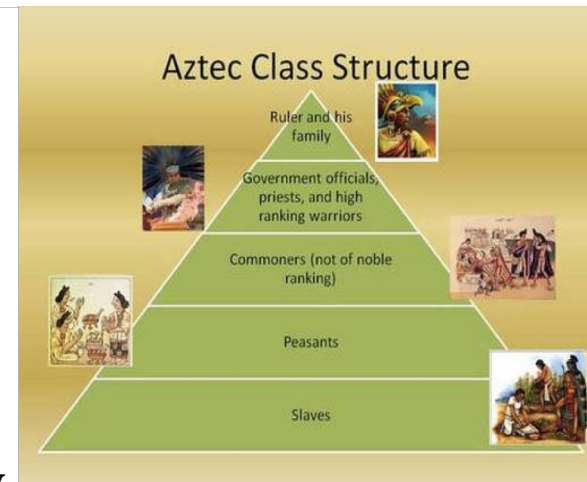 Aztec Class Structure
Ruler and his
family
Government officials,
priests, and high
ranking warriors
Commoners (not of noble
ranking)
Peasants
Slaves